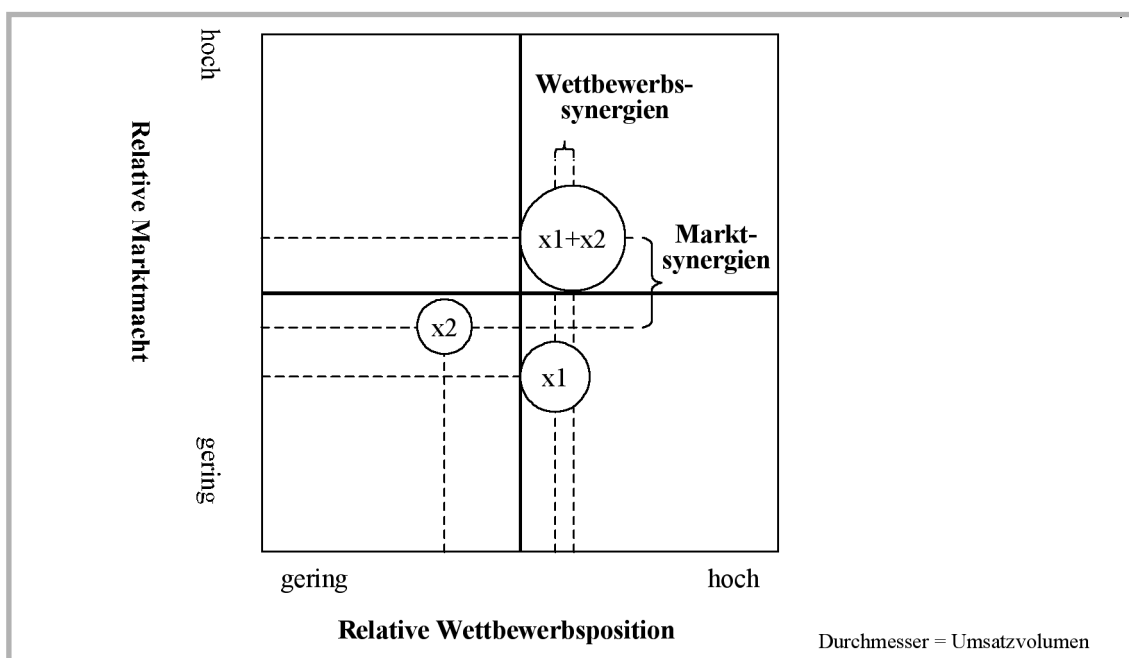 hoch
Relative Marktmacht
gering
Wettbewerbs-
synergien
x1+x2
Markt-
synergien
x2
x1
gering
hoch
Relative Wettbewerbsposition
Durchmesser = Umsatzvolumen